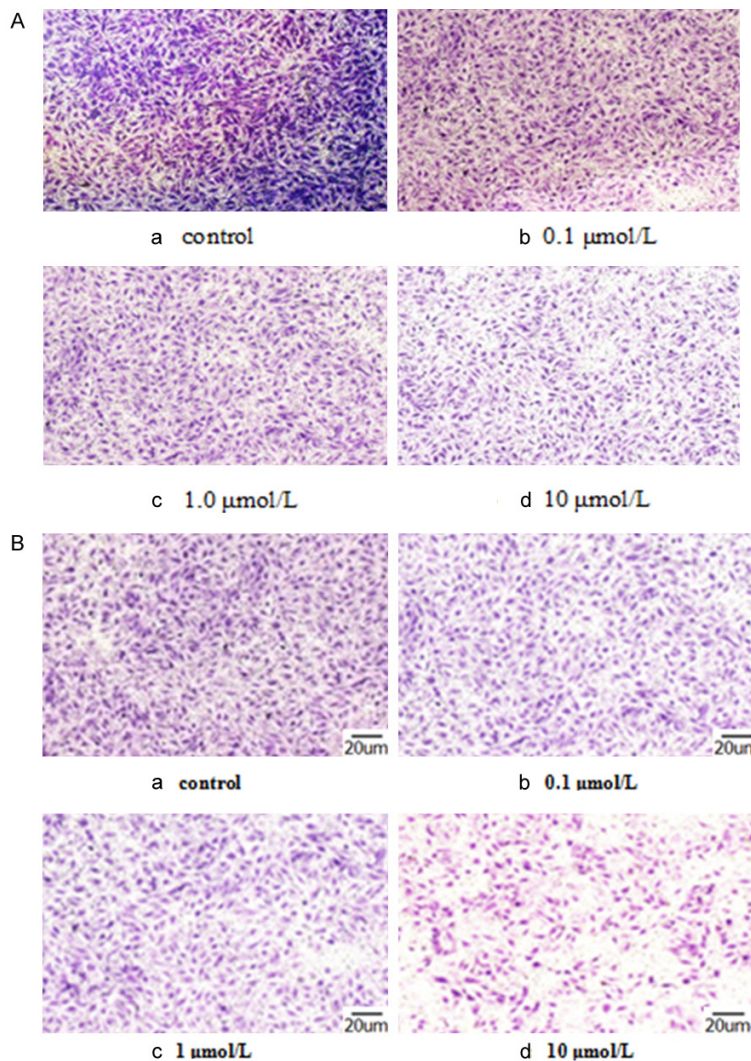 A
a control
b 0.1 μmol/L
c 1.0 μmol/L
d 10 μmol/L
B
20um
20um
a control
b 0.1 μmol/L
20um
20um
c 1 μmol/L
d 10 μmol/L